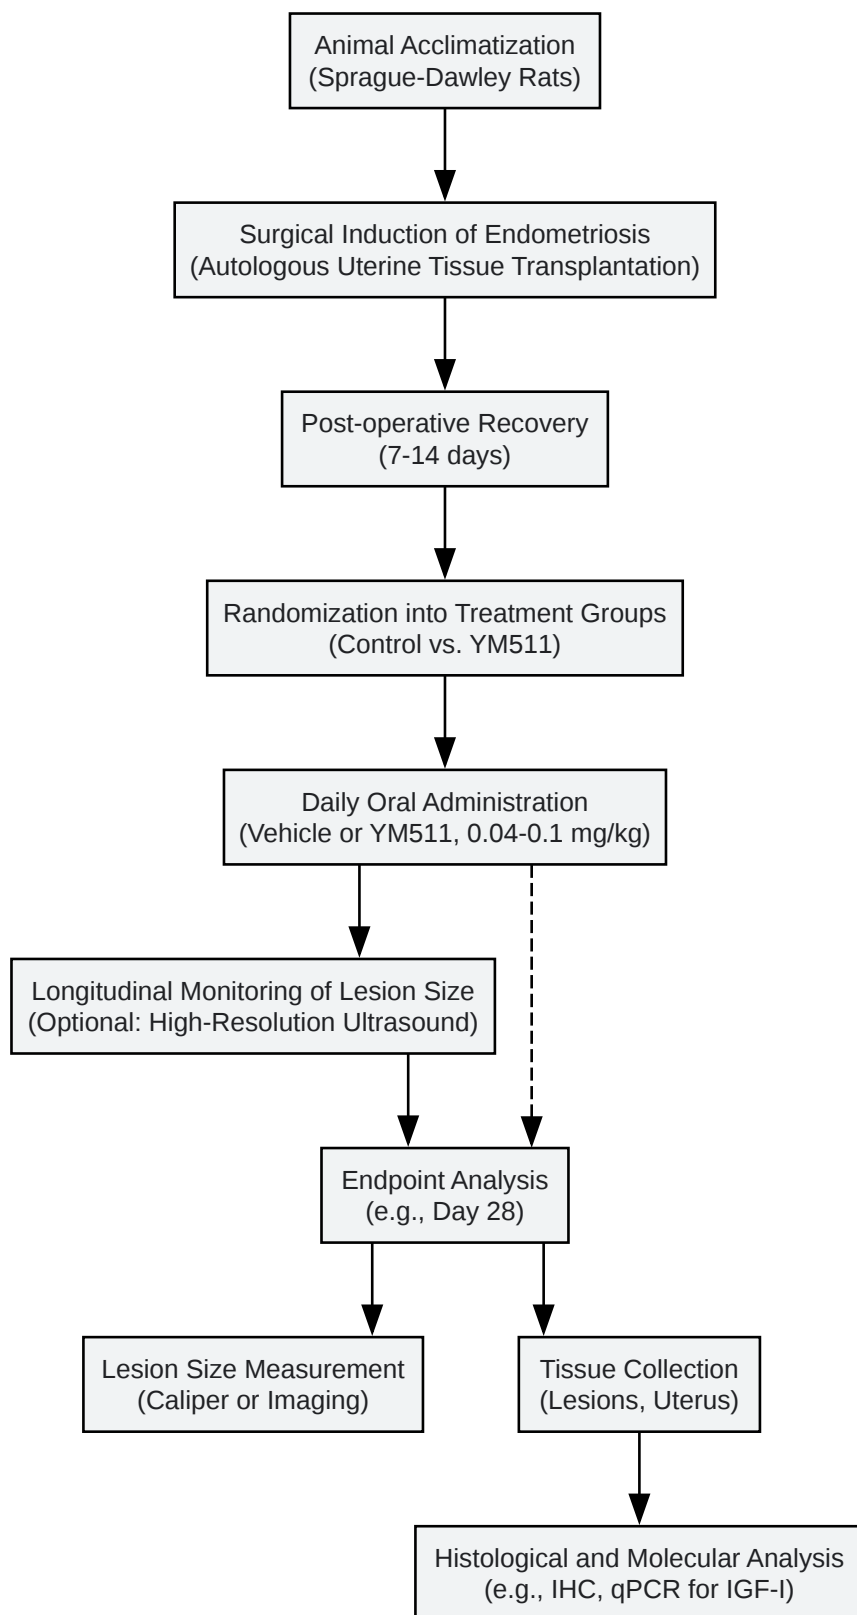 Animal Acclimatization
(Sprague-Dawley Rats)
Surgical Induction of Endometriosis
(Autologous Uterine Tissue Transplantation)
Post-operative Recovery
(7-14 days)
Randomization into Treatment Groups
(Control vs. YM511)
Daily Oral Administration
(Vehicle or YM511, 0.04-0.1 mg/kg)
Longitudinal Monitoring of Lesion Size
(Optional: High-Resolution Ultrasound)
Endpoint Analysis
(e.g., Day 28)
Lesion Size Measurement
(Caliper or Imaging)
Tissue Collection
(Lesions, Uterus)
Histological and Molecular Analysis
(e.g., IHC, qPCR for IGF-I)